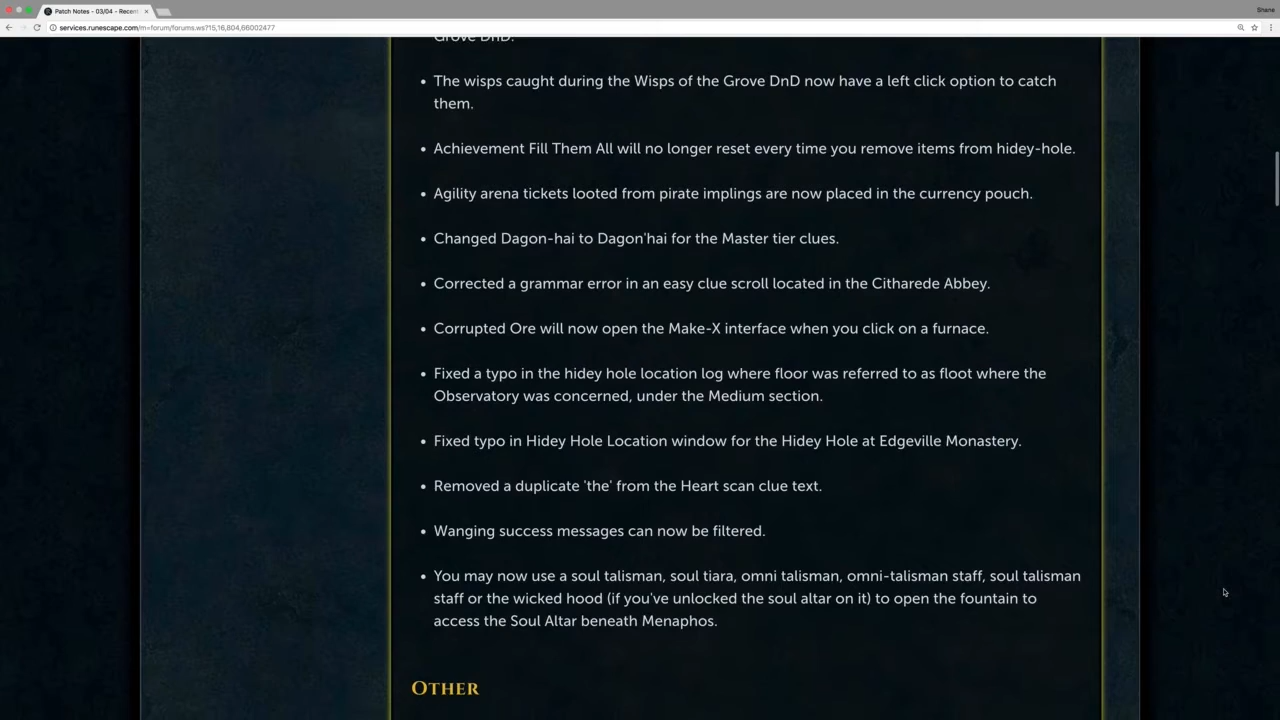 Patch Notes - 03/04 - Recen
Shane
services.runescape.com/m=forum/forums.ws?15,16,804,66002477
Grove DnD.
• The wisps caught during the Wisps of the Grove DnD now have a left click option to catch
them.
• Achievement Fill Them All will no longer reset every time you remove items from hidey-hole.
• Agility arena tickets looted from pirate implings are now placed in the currency pouch.
• Changed Dagon-hai to Dagon'hai for the Master tier clues.
• Corrected a grammar error in an easy clue scroll located in the Citharede Abbey.
• Corrupted Ore will now open the Make-X interface when you click on a furnace.
• Fixed a typo in the hidey hole location log where floor was referred to as floot where the
Observatory was concerned, under the Medium section.
• Fixed typo in Hidey Hole Location window for the Hidey Hole at Edgeville Monastery.
• Removed a duplicate 'the' from the Heart scan clue text.
• Wanging success messages can now be filtered.
• You may now use a soul talisman, soul tiara, omni talisman, omni-talisman staff, soul talisman
staff or the wicked hood (if you've unlocked the soul altar on it) to open the fountain to
access the Soul Altar beneath Menaphos.
OTHER